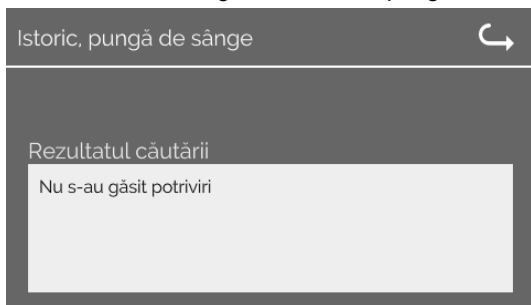 Istoric, pungă de sânge
Rezultatul căutării
Nu s-au găsit potriviri